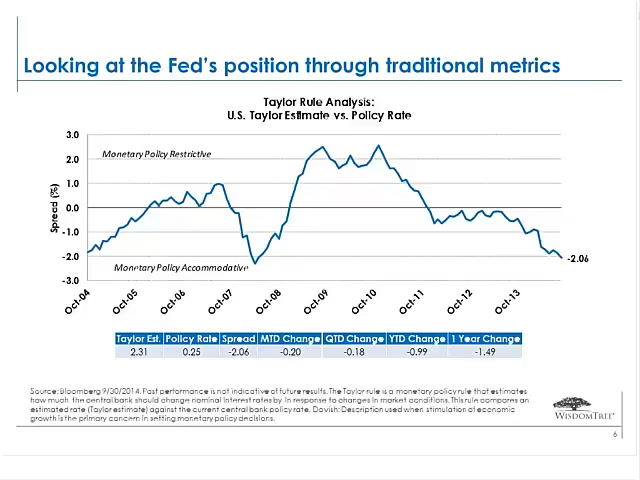 Looking at the Fed's position through traditional metrics
Taylor Rule Analysis:
U.S. Taylor Estimate vs. Policy Rate
3.0
2.0
1.0
0.0
-1.0
-2.0
-3.0
Spread (%)
Monetary Policy Restrictive
Monetary Policy Accommodative
-2.06
Oct-04 Oct-05 Oct-06 Oct-07 Oct-08 Oct-09 Oct-10 Oct-11 Oct-12 Oct-13
Taylor Est. Policy Rate Spread MTD Change QTD Change YTD Change 1 Year Change
2.31 0.25 -2.06 -0.20 -0.18 -0.99 -1.49
Source: Bloomberg 9/30/2014. Past performance is not indicative of future results. The Taylor rule is a monetary policy rule that estimates
how much the central bank should change nominal interest rates by in response to changes in market conditions. This rule compares an
estimated rate (Taylor estimate) against the current central bank policy rate. Dovish: Description used when stimulation of economic
growth is the primary concern in setting monetary policy decisions.
WISDOMTREE
6